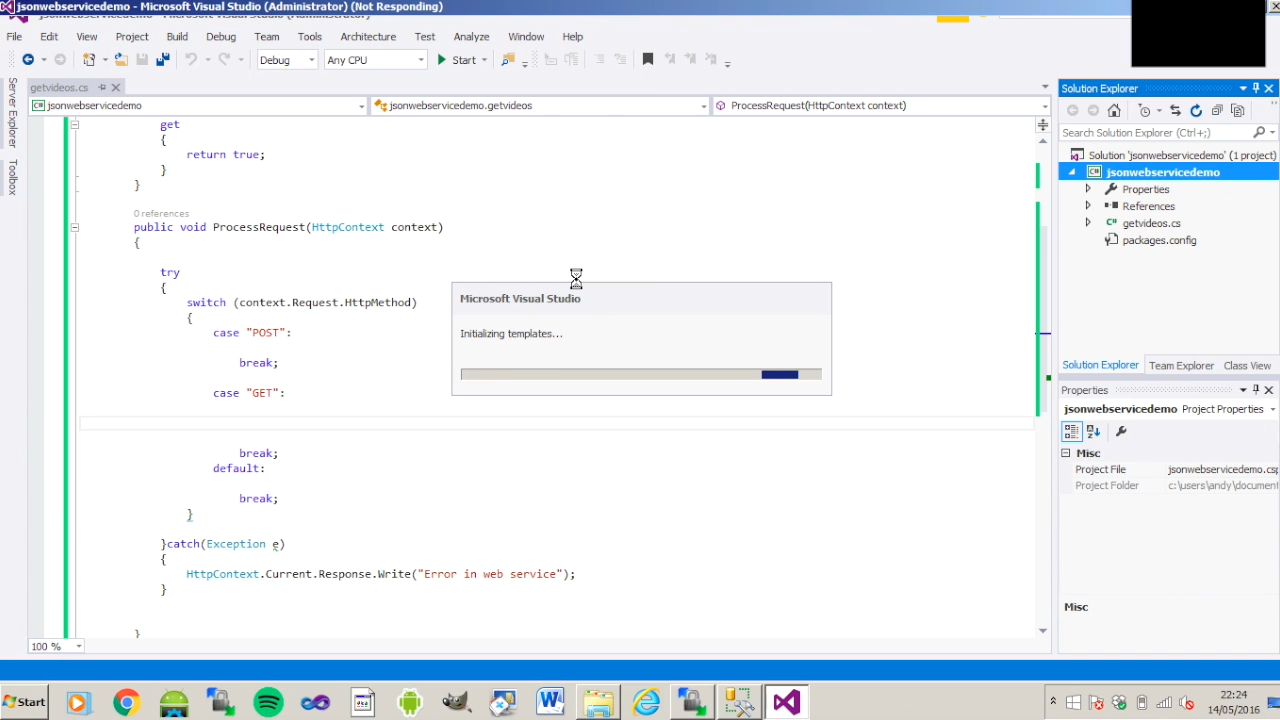 jsonwebservicedemo - Microsoft Visual Studio (Administrator) (Not Responding)
File Edit View Project Build Debug Team Tools Architecture Test Analyze Window Help
Debug Any CPU Start
Server Explorer
Toolbox
getvideos.cs
jsonwebservicedemo jsonwebservicedemo.getvideos ProcessRequest(HttpContext context)
get
{
return true;
}
}
0 references
public void ProcessRequest(HttpContext context)
{
try
{
switch (context.Request.HttpMethod)
{
case "POST":
break;
case "GET":
break;
default:
break;
}
}catch(Exception e)
{
HttpContext.Current.Response.Write("Error in web service");
}
}
100 %
Microsoft Visual Studio
Initializing templates...
Solution Explorer
Search Solution Explorer (Ctrl+;)
Solution 'jsonwebservicedemo' (1 project)
jsonwebservicedemo
Properties
References
getvideos.cs
packages.config
Solution Explorer Team Explorer Class View
Properties
jsonwebservicedemo Project Properties
Misc
Project File jsonwebservicedemo.csp
Project Folder c:\users\andy\document
Misc
Start
22:24
14/05/2016